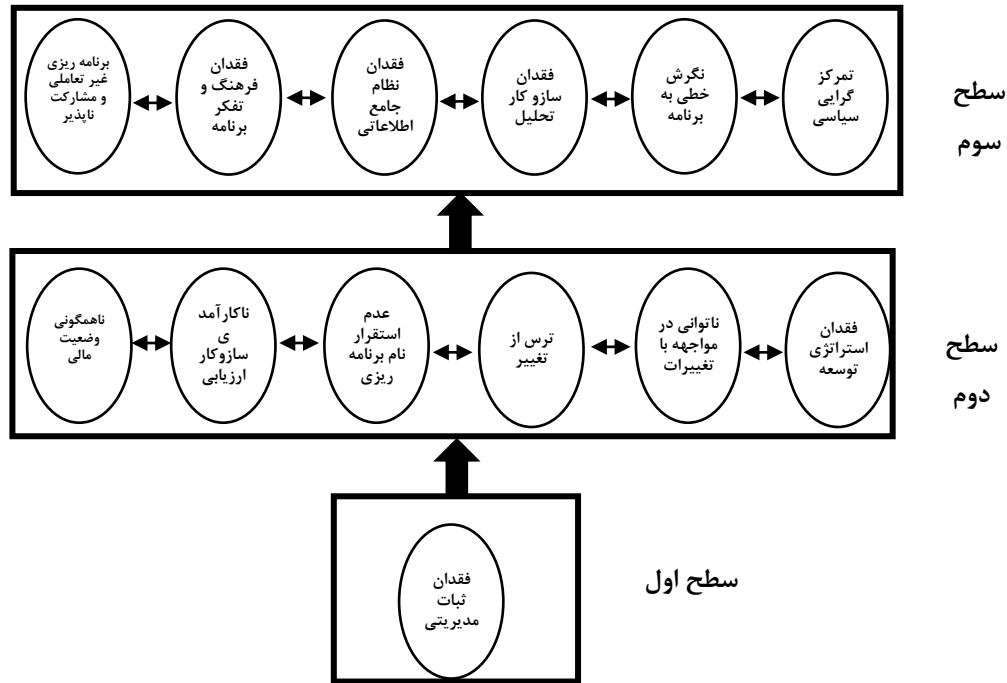 سطح
سوم
تمرکز
گرایی
سیاسی
نگرش
خطی به
برنامه
فقدان
سازو کار
تحلیل
فقدان
نظام
جامع
اطلاعاتی
فقدان
فرهنگ و
تفکر
برنامه
برنامه ریزی
غیر تعاملی
و مشارکت
ناپذیر
سطح
دوم
فقدان
استراتژی
توسعه
ناتوانی در
مواجهه با
تغییرات
ترس از
تغییر
عدم
استقرار
نام برنامه
ریزی
ناکارآمد
ی
سازوکار
ارزیابی
ناهمگونی
وضعیت
مالی
سطح اول
فقدان
ثبات
مدیریتی